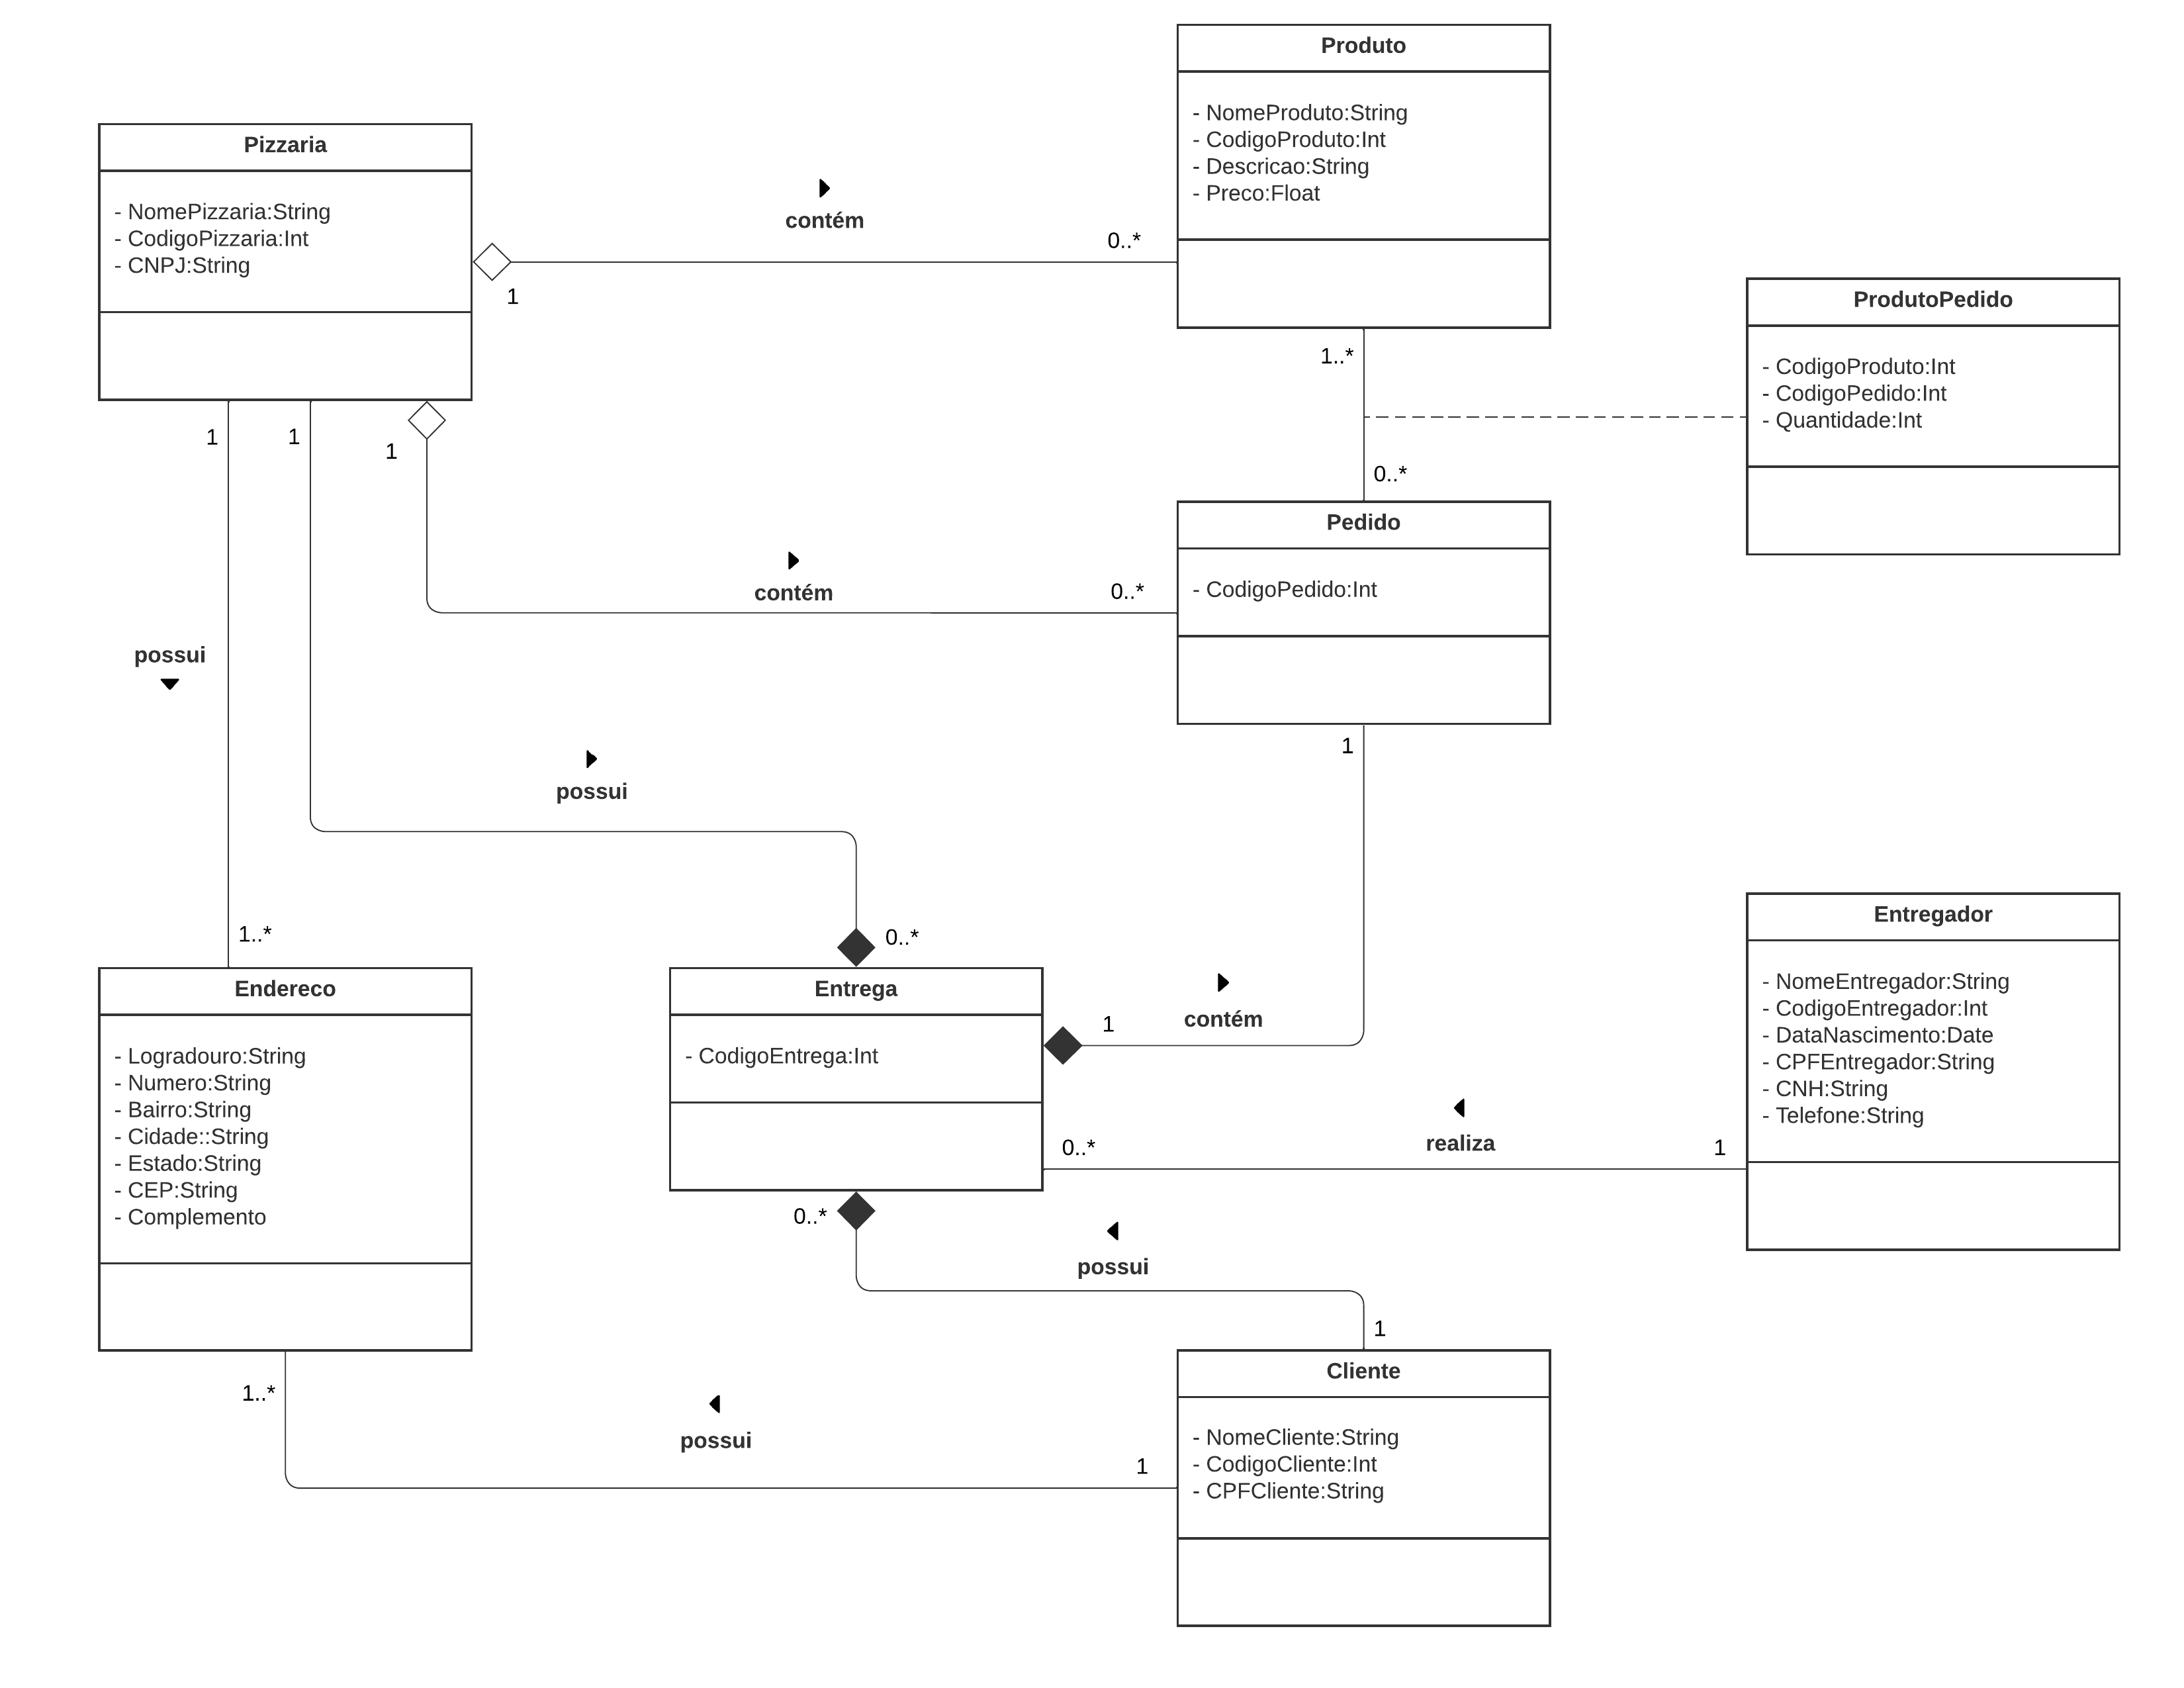 Produto
- NomeProduto:String
- CodigoProduto:Int
- Descricao:String
- Preco:Float
Pizzaria
- NomePizzaria:String
- CodigoPizzaria:Int
- CNPJ:String
contém
0..*
1
ProdutoPedido
- CodigoProduto:Int
- CodigoPedido:Int
- Quantidade:Int
1..*
0..*
1
1
1
Pedido
- CodigoPedido:Int
contém
0..*
possui
1
possui
1..*
0..*
Entregador
- NomeEntregador:String
- CodigoEntregador:Int
- DataNascimento:Date
- CPFEntregador:String
- CNH:String
- Telefone:String
Endereco
- Logradouro:String
- Numero:String
- Bairro:String
- Cidade::String
- Estado:String
- CEP:String
- Complemento
Entrega
- CodigoEntrega:Int
1
contém
0..*
realiza
1
0..*
possui
1
Cliente
- NomeCliente:String
- CodigoCliente:Int
- CPFCliente:String
1..*
possui
1